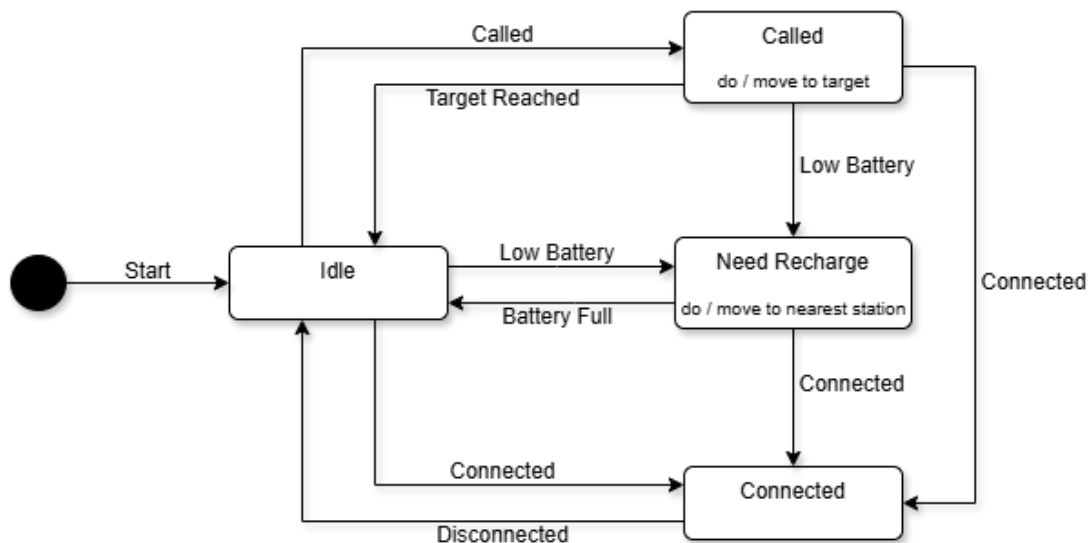 Called
Called
do / move to target
Target Reached
Low Battery
Start
Idle
Low Battery
Need Recharge
Connected
Battery Full
do / move to nearest station
Connected
Connected
Connected
Disconnected